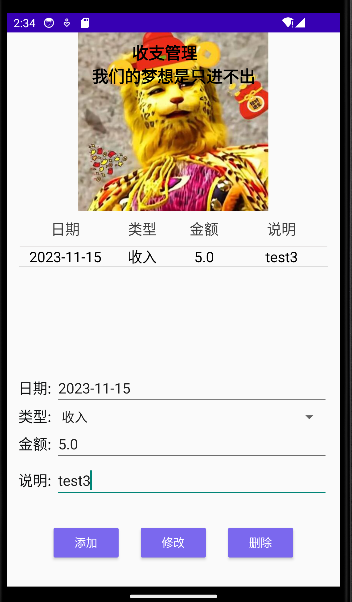 2:34
收支管理
我们的梦想是只进不出
日期 类型 金额 说明
2023-11-15 收入 5.0 test3
日期: 2023-11-15
类型: 收入
金额: 5.0
说明: test3
添加 修改 删除